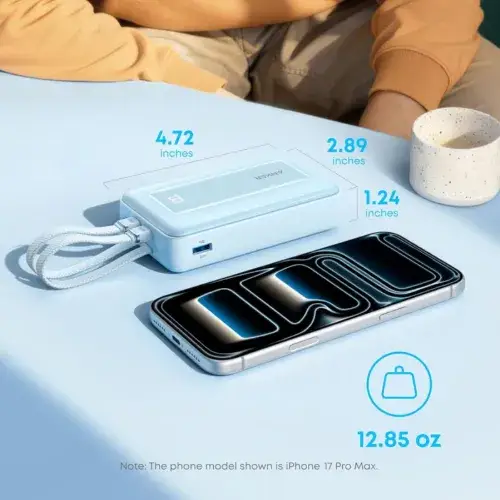 4.72
inches
2.89
inches
1.24
inches
ANKER
12.85 oz
Note: The phone model shown is iPhone 17 Pro Max.